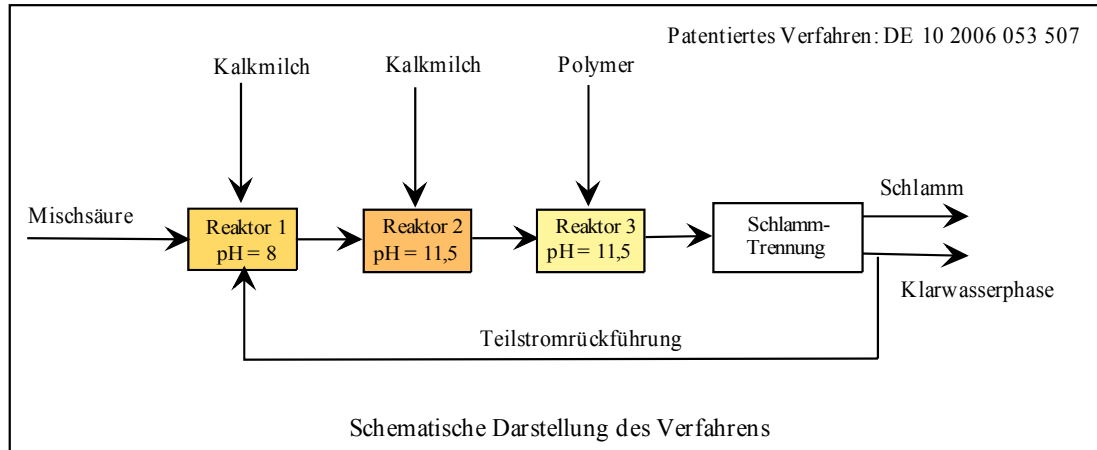 Patentiertes Verfahren: DE 10 2006 053 507
Kalkmilch
Kalkmilch
Polymer
Mischsäure
Reaktor 1
pH = 8
Reaktor 2
pH = 11,5
Reaktor 3
pH = 11,5
Schlamm-
Trennung
Schlamm
Klarwasserphase
Teilstromrückführung
Schematische Darstellung des Verfahrens